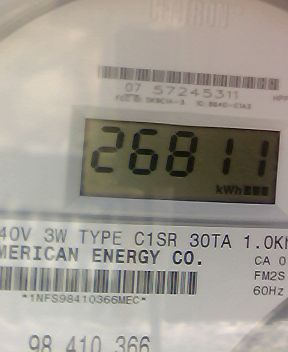 07 57245311
26811
kWh
40V 3W TYPE C1SR 30TA 1.0K
MERICAN ENERGY CO.
CA 0
FM2S
60Hz
*1NFS98410366MEC*
98 410 366